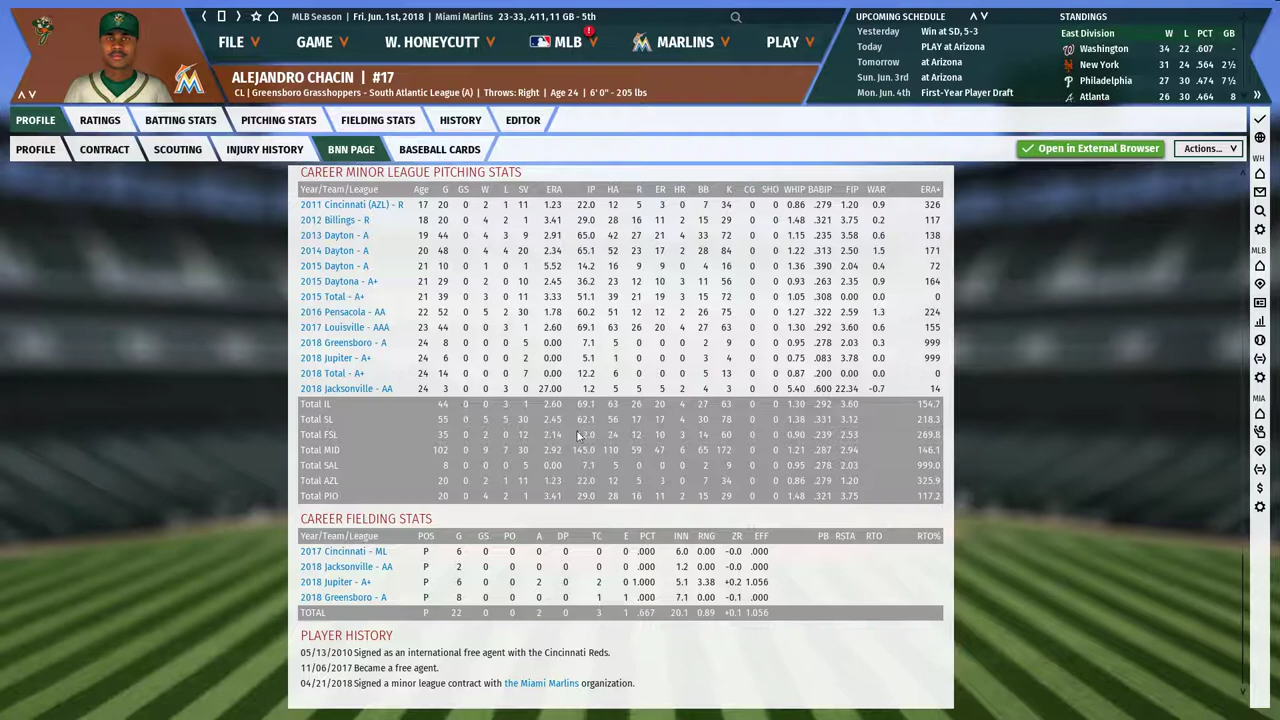 MLB Season | Fri. Jun. 1st, 2018 | Miami Marlins 23-33, .411, 11 GB - 5th
FILE GAME W. HONEYCUTT MLB MARLINS PLAY
ALEJANDRO CHACIN | #17
CL | Greensboro Grasshoppers - South Atlantic League (A) | Throws: Right | Age 24 | 6' 0" - 205 lbs
UPCOMING SCHEDULE
Yesterday Win at SD, 5-3
Today PLAY at Arizona
Tomorrow at Arizona
Sun. Jun. 3rd at Arizona
Mon. Jun. 4th First-Year Player Draft
STANDINGS
East Division W L PCT GB
Washington 34 22 .607 -
New York 31 24 .564 2½
Philadelphia 27 30 .474 7½
Atlanta 26 30 .464 8
PROFILE RATINGS BATTING STATS PITCHING STATS FIELDING STATS HISTORY EDITOR
PROFILE CONTRACT SCOUTING INJURY HISTORY BNN PAGE BASEBALL CARDS
Open in External Browser Actions...
WH
MLB
MIA
CAREER MINOR LEAGUE PITCHING STATS
Year/Team/League Age G GS W L SV ERA IP HA R ER HR BB K CG SHO WHIP BABIP FIP WAR ERA+
2011 Cincinnati (AZL) - R 17 20 0 2 1 11 1.23 22.0 12 5 3 0 7 34 0 0 0.86 .279 1.20 0.9 326
2012 Billings - R 18 20 0 4 2 1 3.41 29.0 28 16 11 2 15 29 0 0 1.48 .321 3.75 0.2 117
2013 Dayton - A 19 44 0 4 3 9 2.91 65.0 42 27 21 4 33 72 0 0 1.15 .235 3.58 0.6 138
2014 Dayton - A 20 48 0 4 4 20 2.34 65.1 52 23 17 2 28 84 0 0 1.22 .313 2.50 1.5 171
2015 Dayton - A 21 10 0 1 0 1 5.52 14.2 16 9 9 0 4 16 0 0 1.36 .390 2.04 0.4 72
2015 Daytona - A+ 21 29 0 2 0 10 2.45 36.2 23 12 10 3 11 56 0 0 0.93 .263 2.35 0.9 164
2015 Total - A+ 21 39 0 3 0 11 3.33 51.1 39 21 19 3 15 72 0 0 1.05 .308 0.00 0.0 0
2016 Pensacola - AA 22 52 0 5 2 30 1.78 60.2 51 12 12 2 26 75 0 0 1.27 .322 2.59 1.3 224
2017 Louisville - AAA 23 44 0 0 3 1 2.60 69.1 63 26 20 4 27 63 0 0 1.30 .292 3.60 0.6 155
2018 Greensboro - A 24 8 0 0 0 5 0.00 7.1 5 0 0 0 2 9 0 0 0.95 .278 2.03 0.3 999
2018 Jupiter - A+ 24 6 0 0 0 2 0.00 5.1 1 0 0 0 3 4 0 0 0.75 .083 3.78 0.0 999
2018 Total - A+ 24 14 0 0 0 7 0.00 12.2 6 0 0 0 5 13 0 0 0.87 .200 0.00 0.0 0
2018 Jacksonville - AA 24 3 0 0 3 0 27.00 1.2 5 5 5 2 4 3 0 0 5.40 .600 22.34 -0.7 14
Total IL 44 0 0 3 1 2.60 69.1 63 26 20 4 27 63 0 0 1.30 .292 3.60 154.7
Total SL 55 0 5 5 30 2.45 62.1 56 17 17 4 30 78 0 0 1.38 .331 3.12 218.3
Total FSL 35 0 2 0 12 2.14 24 12 10 3 14 60 0 0 0.90 .239 2.53 269.8
Total MID 102 0 9 7 30 2.92 145.0 110 59 47 6 65 172 0 0 1.21 .287 2.94 146.1
Total SAL 8 0 0 0 5 0.00 7.1 5 0 0 0 2 9 0 0 0.95 .278 2.03 999.0
Total AZL 20 0 2 1 11 1.23 22.0 12 5 3 0 7 34 0 0 0.86 .279 1.20 325.9
Total PIO 20 0 4 2 1 3.41 29.0 28 16 11 2 15 29 0 0 1.48 .321 3.75 117.2
CAREER FIELDING STATS
Year/Team/League POS G GS PO A DP TC E PCT INN RNG ZR EFF PB RSTA RTO RTO%
2017 Cincinnati - ML P 6 0 0 0 0 0 0 .000 6.0 0.00 -0.0 .000
2018 Jacksonville - AA P 2 0 0 0 0 0 0 .000 1.2 0.00 -0.0 .000
2018 Jupiter - A+ P 6 0 0 2 0 2 0 1.000 5.1 3.38 +0.2 1.056
2018 Greensboro - A P 8 0 0 0 0 1 1 .000 7.1 0.00 -0.1 .000
TOTAL P 22 0 0 2 0 3 1 .667 20.1 0.89 +0.1 1.056
PLAYER HISTORY
05/13/2010 Signed as an international free agent with the Cincinnati Reds.
11/06/2017 Became a free agent.
04/21/2018 Signed a minor league contract with the Miami Marlins organization.